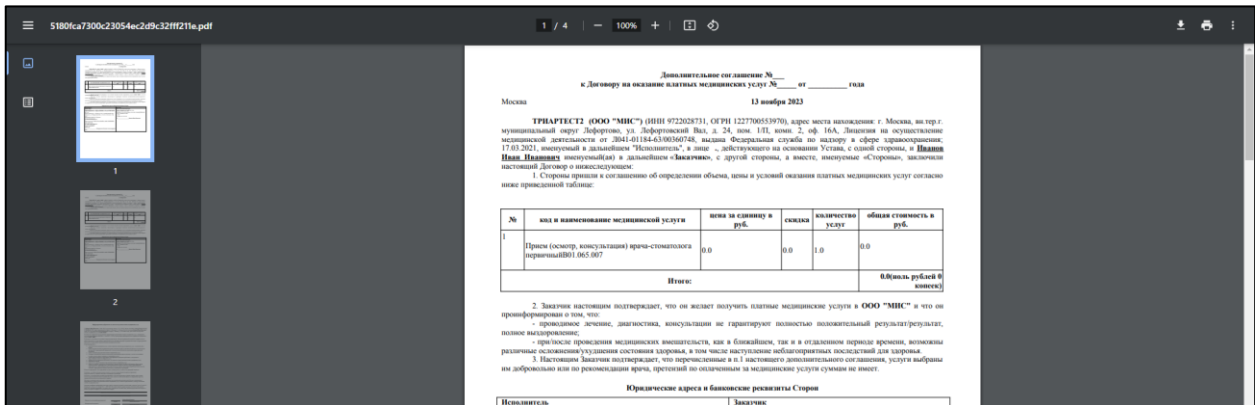 5180fca7300c23054ec2d9c32fff211e.pdf
1 / 4
100%
1
2
Дополнительное соглашение №___
к Договору на оказание платных медицинских услуг №_____ от __________ года
Москва 13 ноября 2023
ТРИАРТЕСТ2 (ООО "МИС") (ИНН 9722028731, ОГРН 1227700553970), адрес места нахождения: г. Москва, вн.тер.г.
муниципальный округ Лефортово, ул. Лефортовский Вал, д. 24, пом. 1/П, комн. 2, оф. 16А, Лицензия на осуществление
медицинской деятельности от Л041-01184-63/00360748, выдана Федеральная служба по надзору в сфере здравоохранения;
17.03.2021, именуемый в дальнейшем "Исполнитель", в лице ., действующего на основании Устава, с одной стороны, и Иванов
Иван Иванович именуемый(ая) в дальнейшем «Заказчик», с другой стороны, а вместе, именуемые «Стороны», заключили
настоящий Договор о нижеследующем:
1. Стороны пришли к соглашению об определении объема, цены и условий оказания платных медицинских услуг согласно
ниже приведенной таблице:
№ код и наименование медицинской услуги цена за единицу в руб. скидка количество услуг общая стоимость в руб.
1 Прием (осмотр, консультация) врача-стоматолога первичныйB01.065.007 0.0 0.0 1.0 0.0
Итого: 0.0(ноль рублей 0 копеек)
2. Заказчик настоящим подтверждает, что он желает получить платные медицинские услуги в ООО "МИС" и что он
проинформирован о том, что:
- проводимое лечение, диагностика, консультации не гарантируют полностью положительный результат/результат,
полное выздоровление;
- при/после проведения медицинских вмешательств, как в ближайшем, так и в отдаленном периоде времени, возможны
различные осложнения/ухудшения состояния здоровья, в том числе наступление неблагоприятных последствий для здоровья.
3. Настоящим Заказчик подтверждает, что перечисленные в п.1 настоящего дополнительного соглашения, услуги выбраны
им добровольно или по рекомендации врача, претензий по оплаченным за медицинские услуги суммам не имеет.
Юридические адреса и банковские реквизиты Сторон
Исполнитель Заказчик